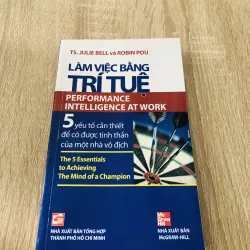 TS. JULIE BELL và ROBIN POU
LÀM VIỆC BẰNG
TRÍ TUỆ
PERFORMANCE
INTELLIGENCE AT WORK
5 yếu tố cần thiết
để có được tinh thần
của một nhà vô địch
The 5 Essentials
to Achieving
The Mind of a Champion
NHÀ XUẤT BẢN TỔNG HỢP
THÀNH PHỐ HỒ CHÍ MINH
NHÀ XUẤT BẢN
McGRAW-HILL